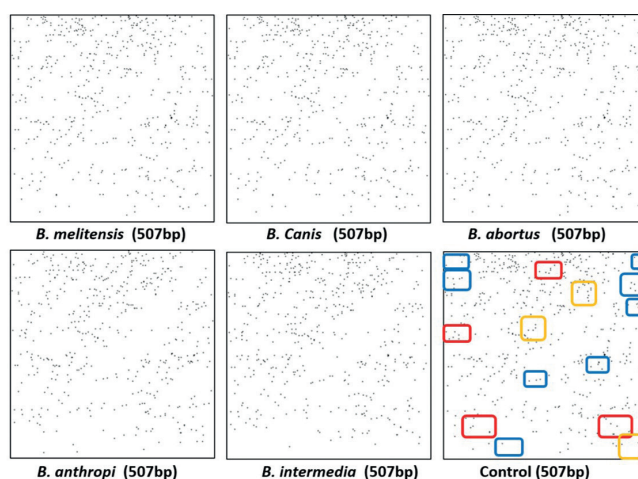 B. melitensis (507bp) B. Canis (507bp) B. abortus (507bp)
B. anthropi (507bp) B. intermedia (507bp) Control (507bp)